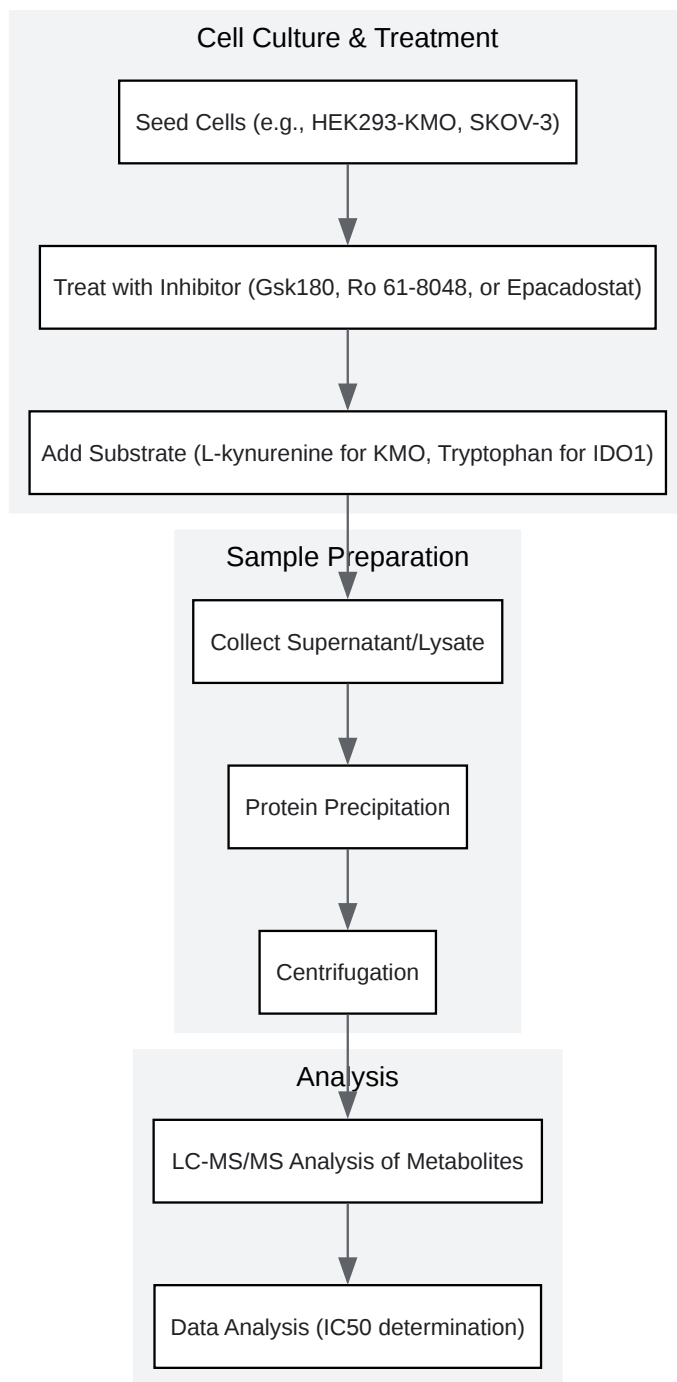 Cell Culture & Treatment
Seed Cells (e.g., HEK293-KMO, SKOV-3)
Treat with Inhibitor (Gsk180, Ro 61-8048, or Epacadostat)
Add Substrate (L-kynurenine for KMO, Tryptophan for IDO1)
Sample Preparation
Collect Supernatant/Lysate
Protein Precipitation
Centrifugation
Analysis
LC-MS/MS Analysis of Metabolites
Data Analysis (IC50 determination)